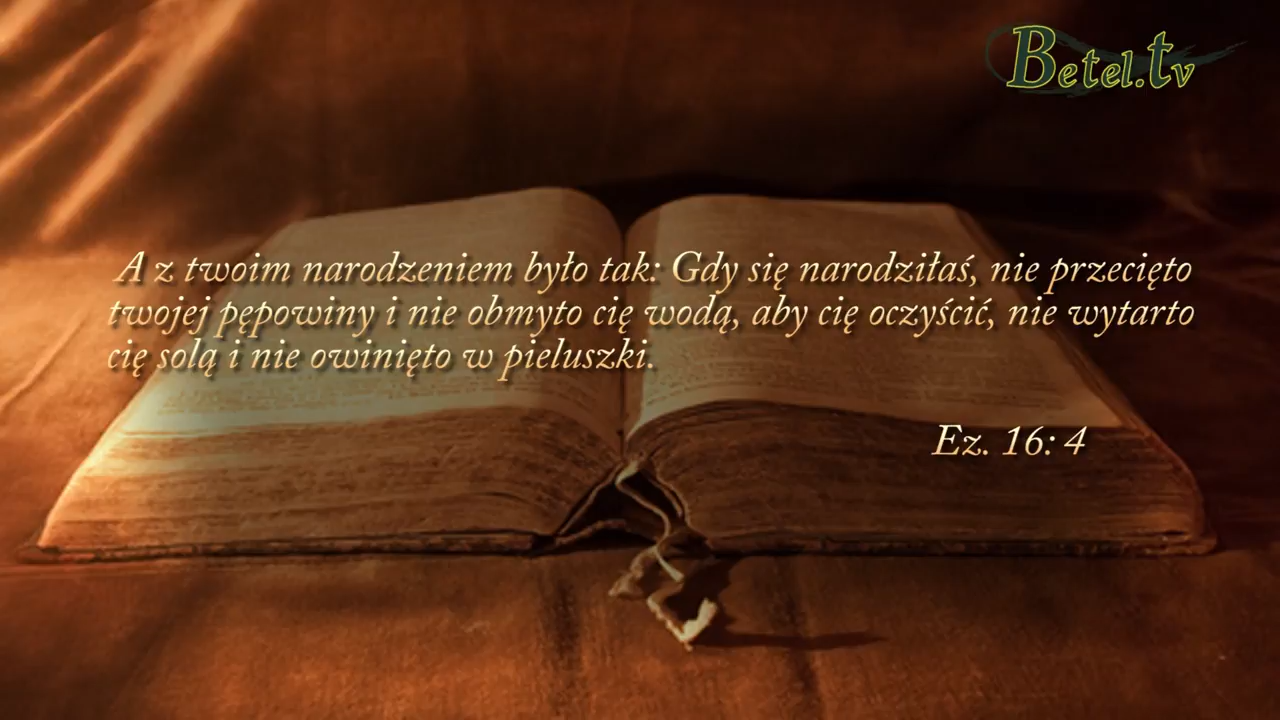 Betel.tv
A z twoim narodzeniem było tak: Gdy się narodziłaś, nie przecięto
twojej pępowiny i nie obmyto cię wodą, aby cię oczyścić, nie wytarto
cię solą i nie owinięto w pieluszki.
Ez. 16: 4